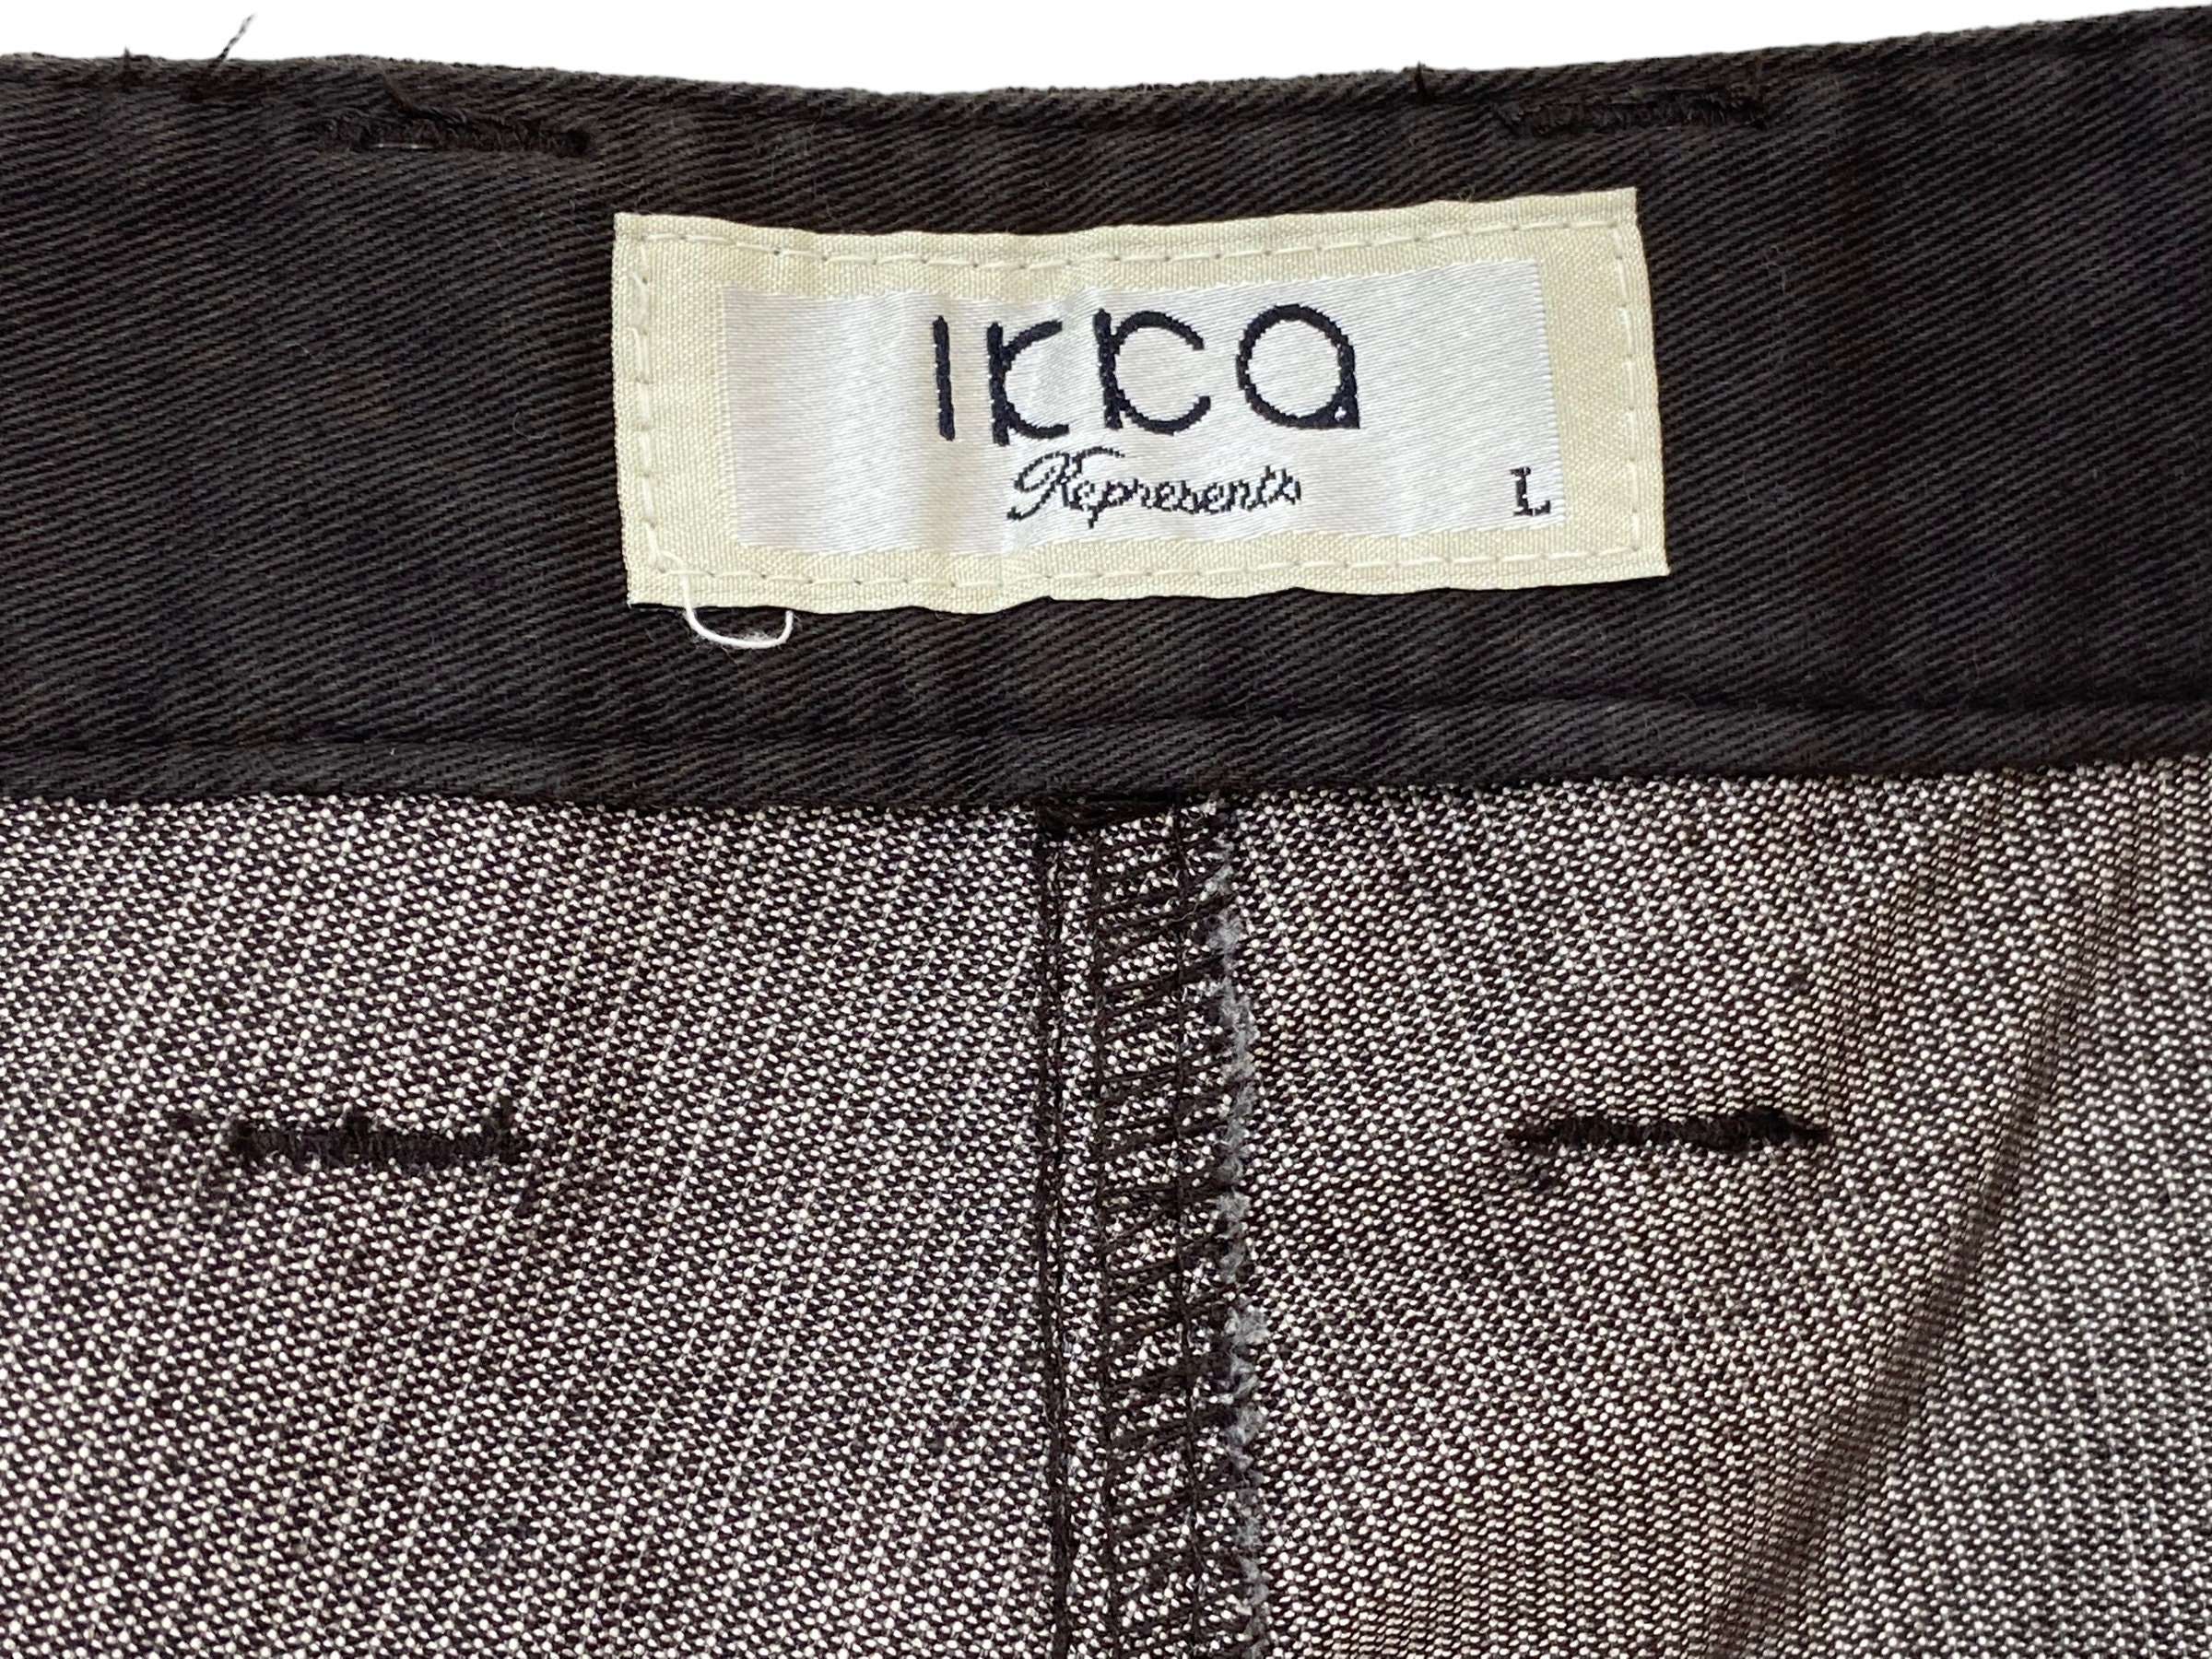 ikka
Represents
L